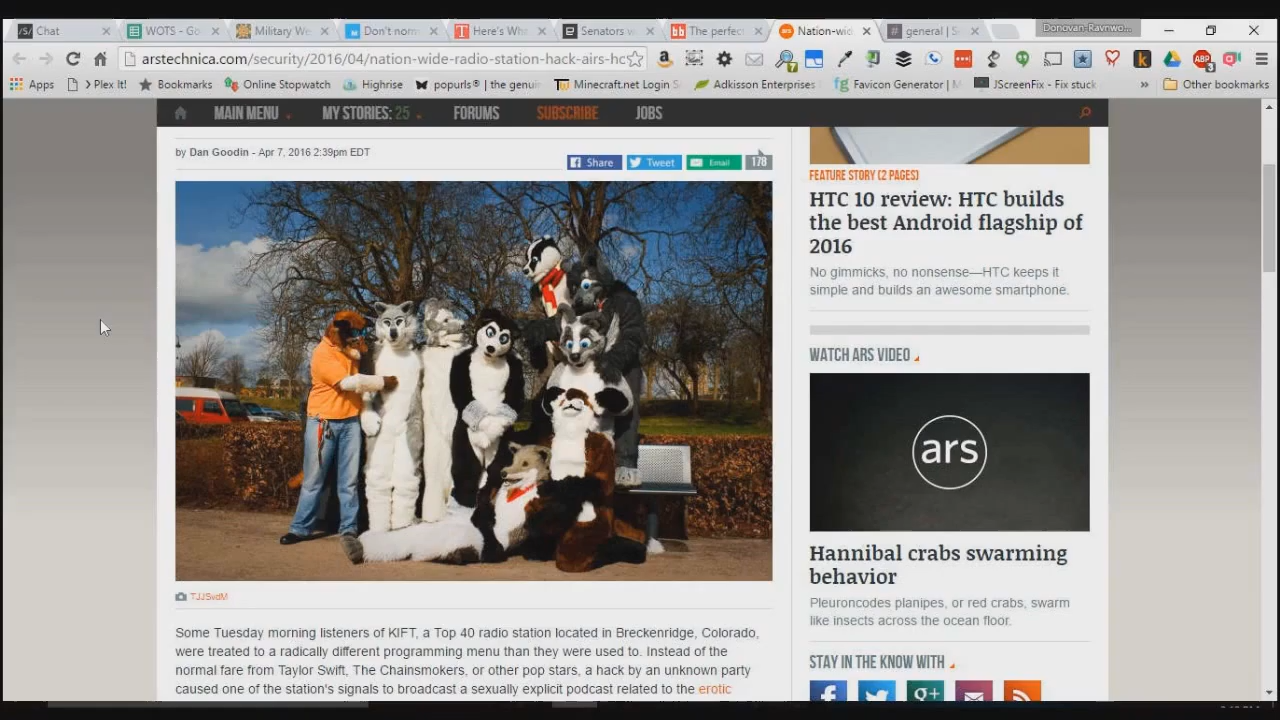 Chat
WOTS - Go
Military We
Don't norm
Here's Wh
Senators w
The perfect
Nation-wid
general | S
Donovan-Ravnwo...
arstechnica.com/security/2016/04/nation-wide-radio-station-hack-airs-hc
Apps
> Plex It!
Bookmarks
Online Stopwatch
Highrise
popurls® | the genuin
Minecraft.net Login S
Adkisson Enterprises
Favicon Generator |
JScreenFix - Fix stuck
»
Other bookmarks
MAIN MENU
MY STORIES: 25
FORUMS
SUBSCRIBE
JOBS
by Dan Goodin - Apr 7, 2016 2:39pm EDT
Share
Tweet
Email
178
TJJSvdM
Some Tuesday morning listeners of KIFT, a Top 40 radio station located in Breckenridge, Colorado,
were treated to a radically different programming menu than they were used to. Instead of the
normal fare from Taylor Swift, The Chainsmokers, or other pop stars, a hack by an unknown party
caused one of the station's signals to broadcast a sexually explicit podcast related to the erotic
FEATURE STORY (2 PAGES)
HTC 10 review: HTC builds
the best Android flagship of
2016
No gimmicks, no nonsense—HTC keeps it
simple and builds an awesome smartphone.
WATCH ARS VIDEO
ars
Hannibal crabs swarming
behavior
Pleuroncodes planipes, or red crabs, swarm
like insects across the ocean floor.
STAY IN THE KNOW WITH